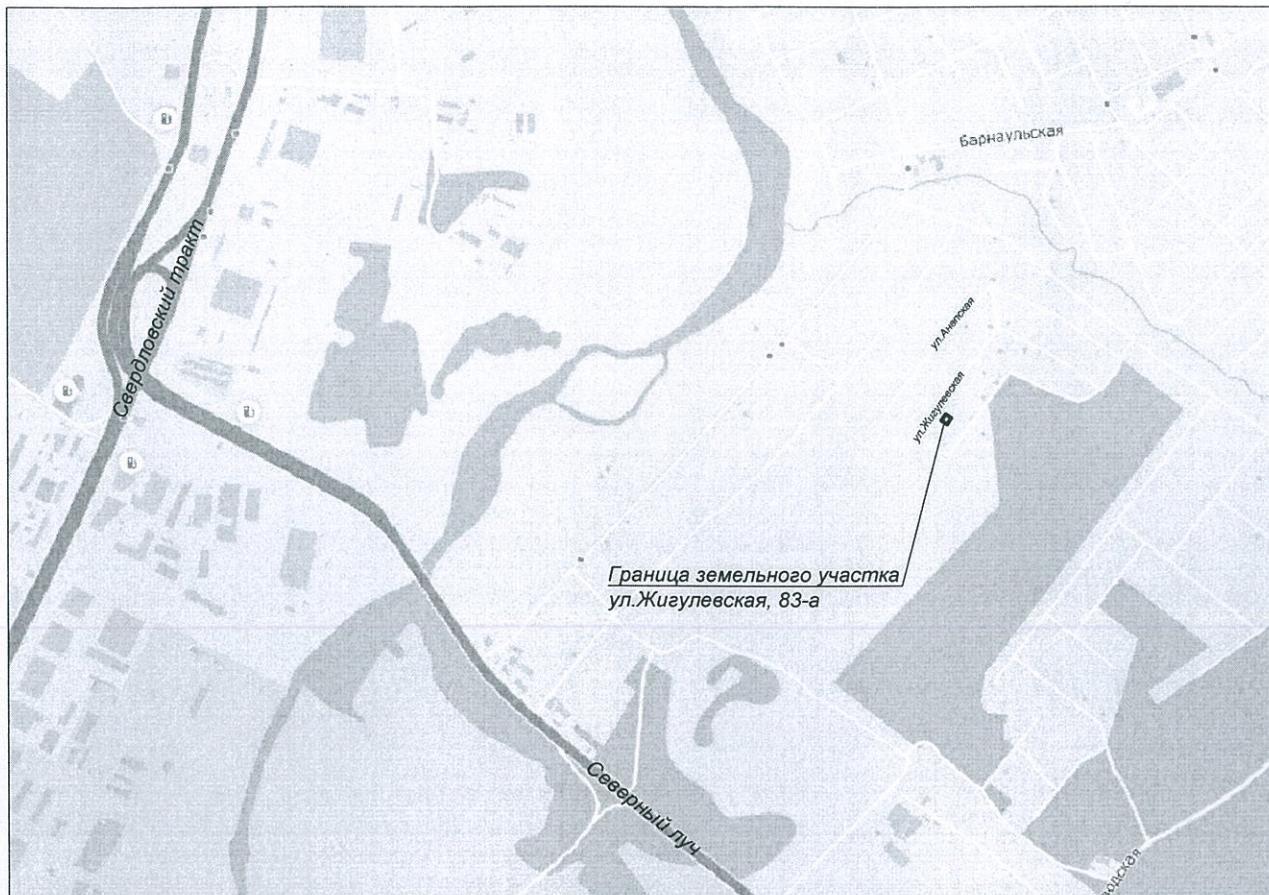 Барнаульская
Свердловский тракт
ул.Анапская
ул.Жигулевская
Граница земельного участка
ул.Жигулевская, 83-а
Северный луч